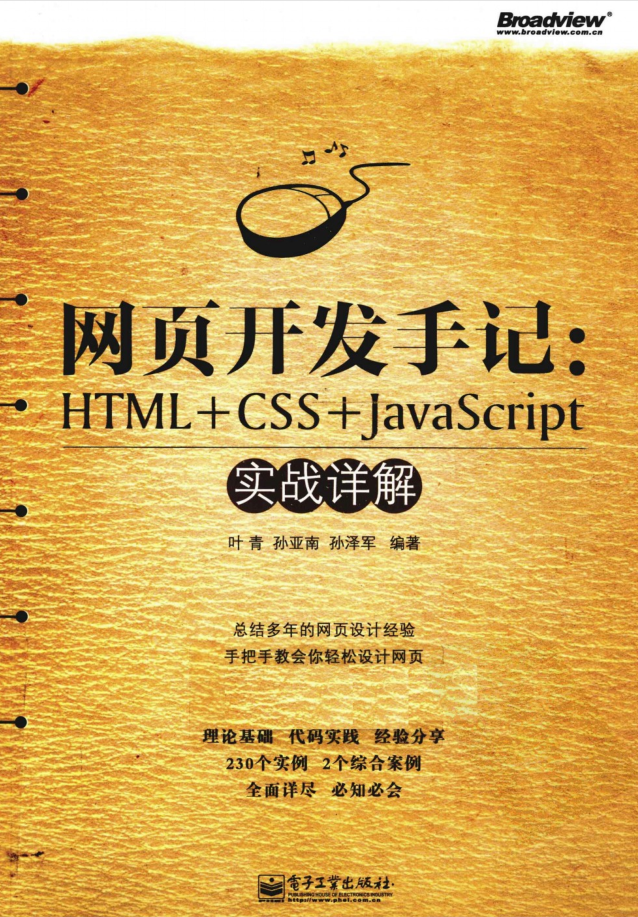 Broadview®
www.broadview.com.cn
网页开发手记：
HTML+CSS+JavaScript
实战详解
叶 青 孙亚南 孙泽军 编著
总结多年的网页设计经验
手把手教会你轻松设计网页
理论基础 代码实践 经验分享
230个实例 2个综合案例
全面详尽 必知必会
电子工业出版社
PUBLISHING HOUSE OF ELECTRONICS INDUSTRY
http://www.phei.com.cn